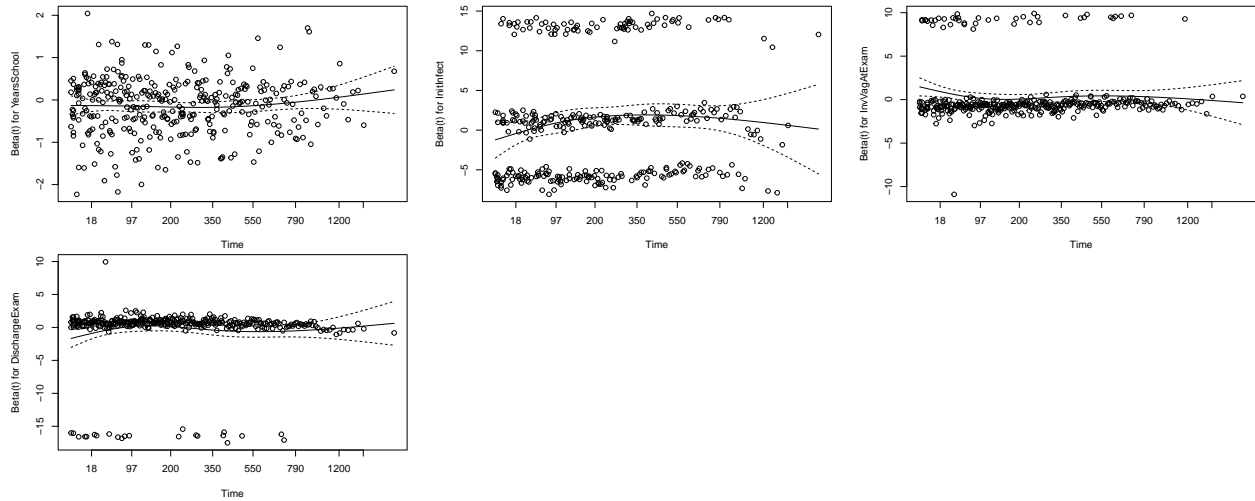 2
1
0
−1
−2
Beta(t) for YearsSchool
18 97 200 350 550 790 1200
Time
15
10
5
0
−5
Beta(t) for InitInfect
18 97 200 350 550 790 1200
Time
10
5
0
−5
−10
Beta(t) for InvVagAtExam
18 97 200 350 550 790 1200
Time
10
5
0
−5
−10
−15
Beta(t) for DischargeExam
18 97 200 350 550 790 1200
Time